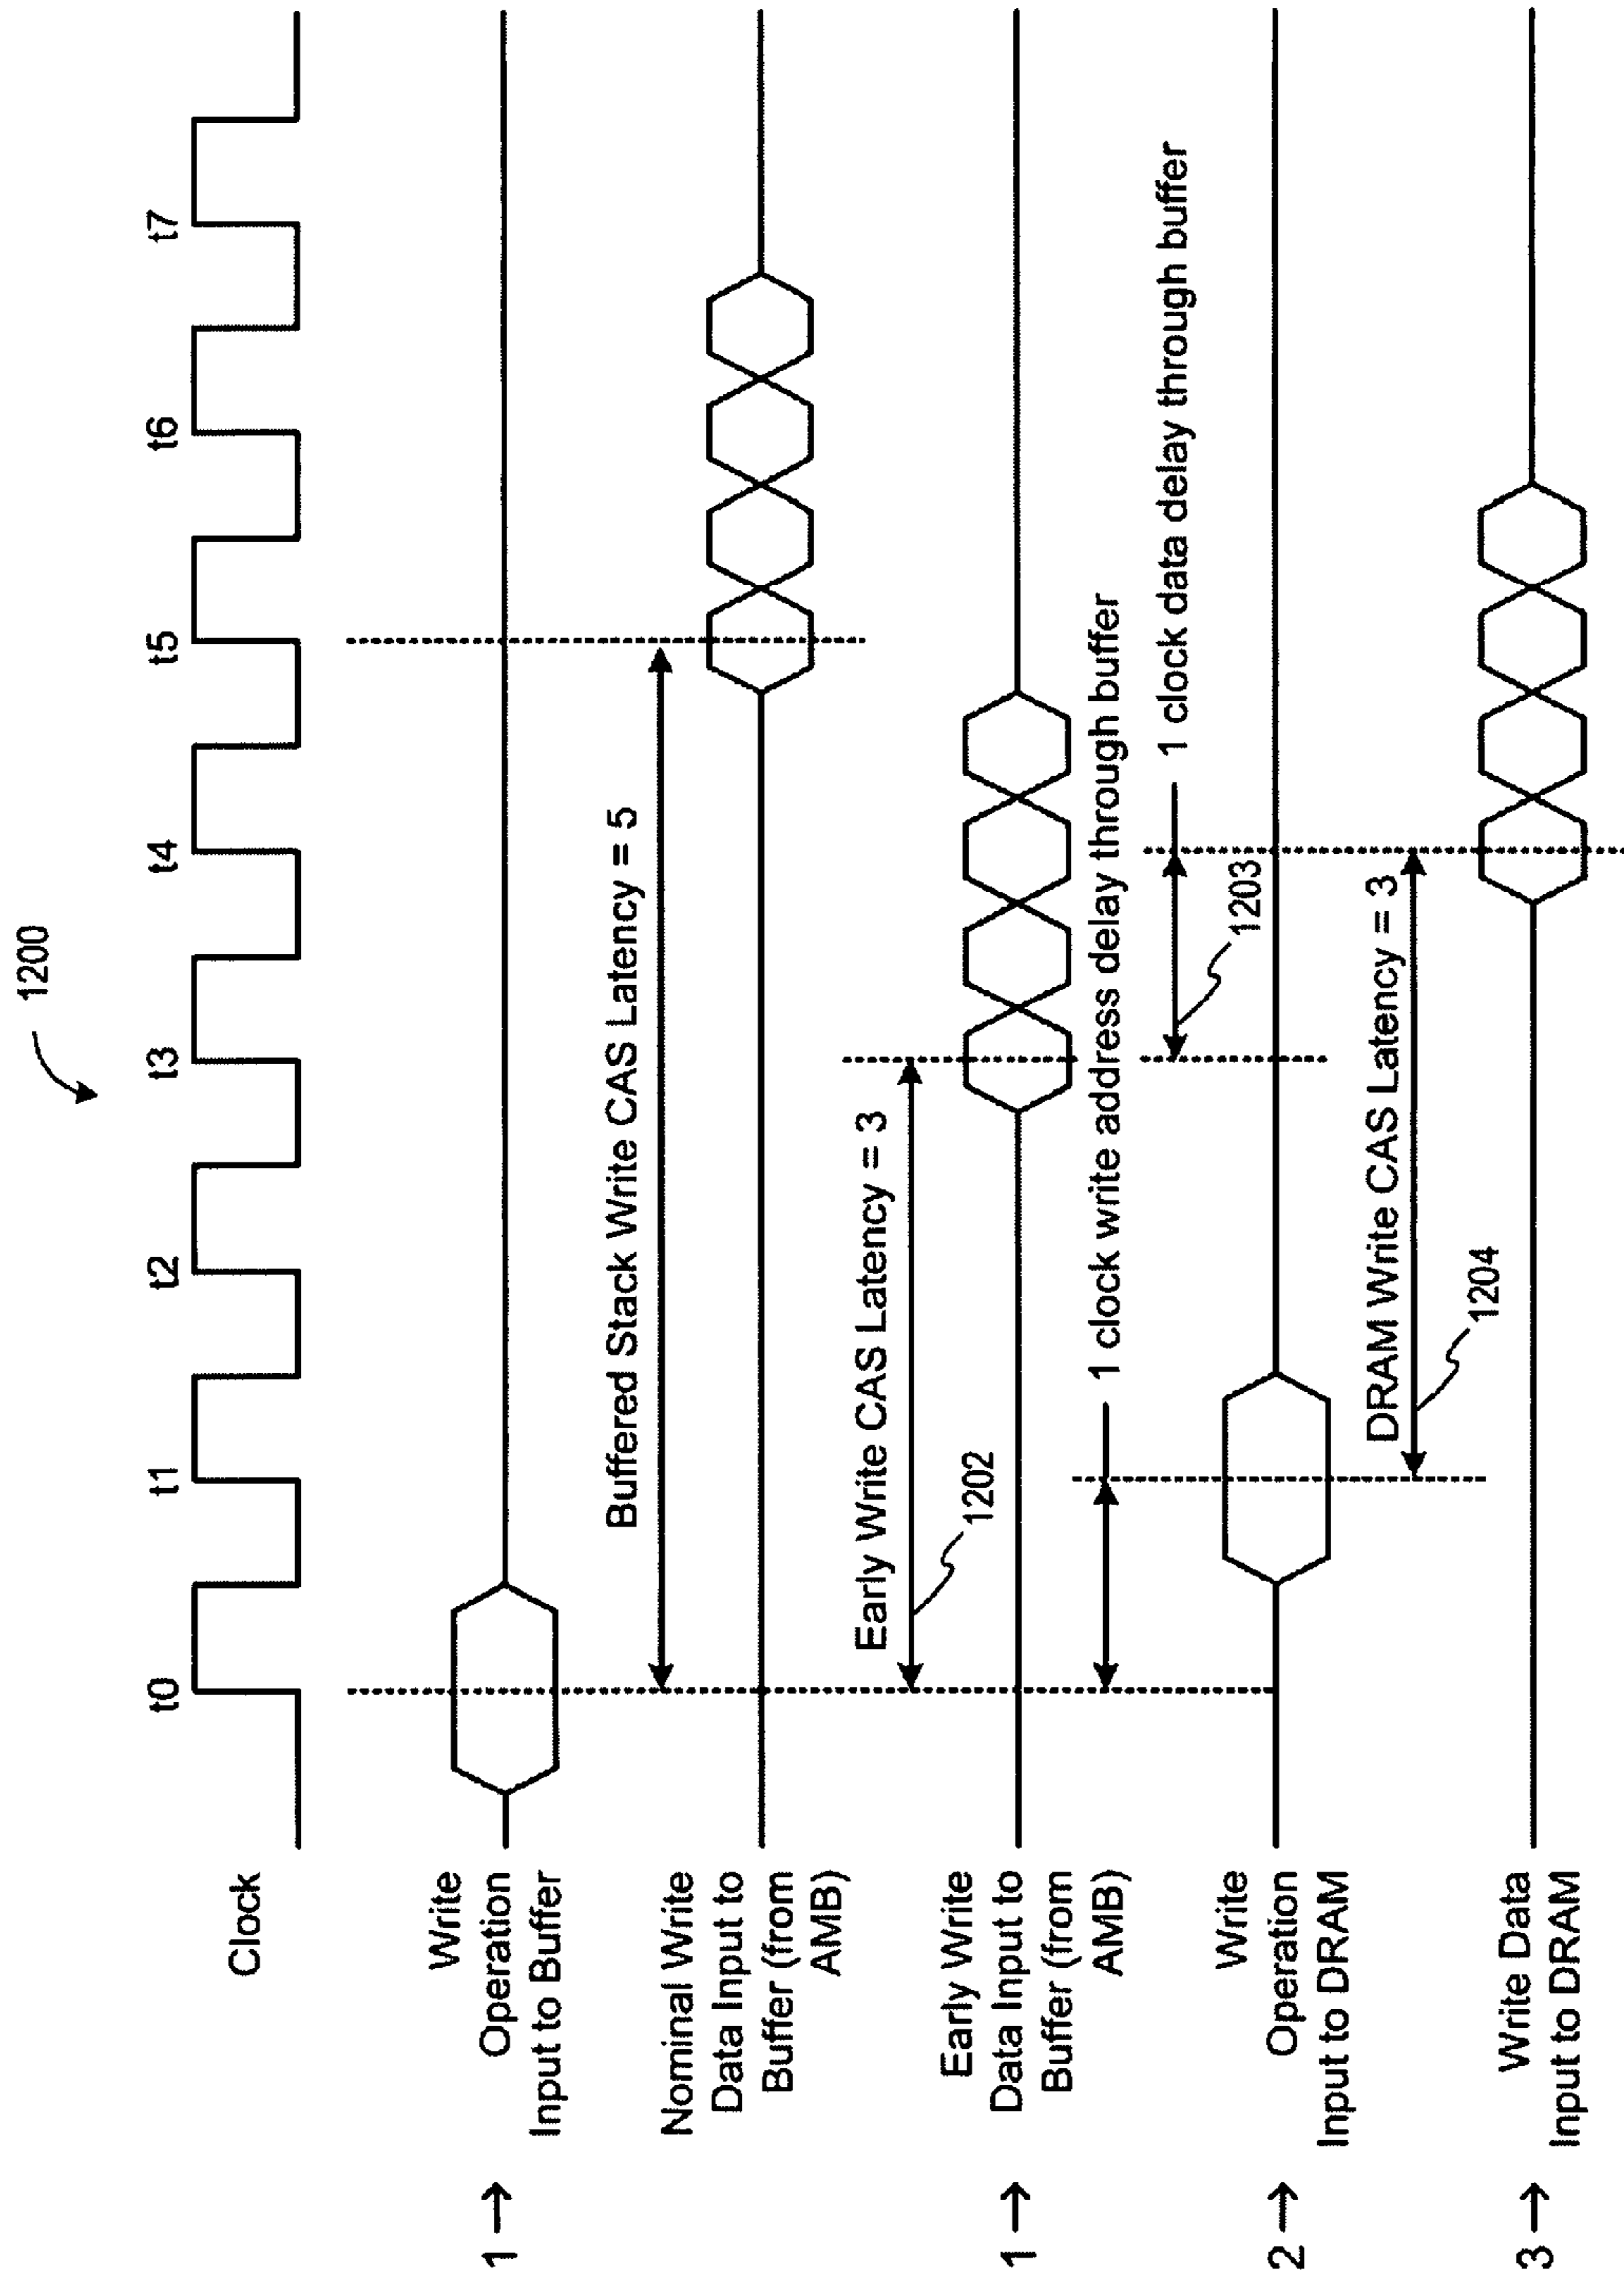 1200
t0 t1 t2 t3 t4 t5 t6 t7
Clock
1 → Write
Operation
Input to Buffer
Buffered Stack Write CAS Latency = 5
Nominal Write
Data Input to
Buffer (from
AMB)
Early Write CAS Latency = 3
1202
1 → Early Write
Data Input to
Buffer (from
AMB)
1 clock write address delay through buffer
1 clock data delay through buffer
1203
2 → Write
Operation
Input to DRAM
DRAM Write CAS Latency = 3
1204
3 → Write Data
Input to DRAM